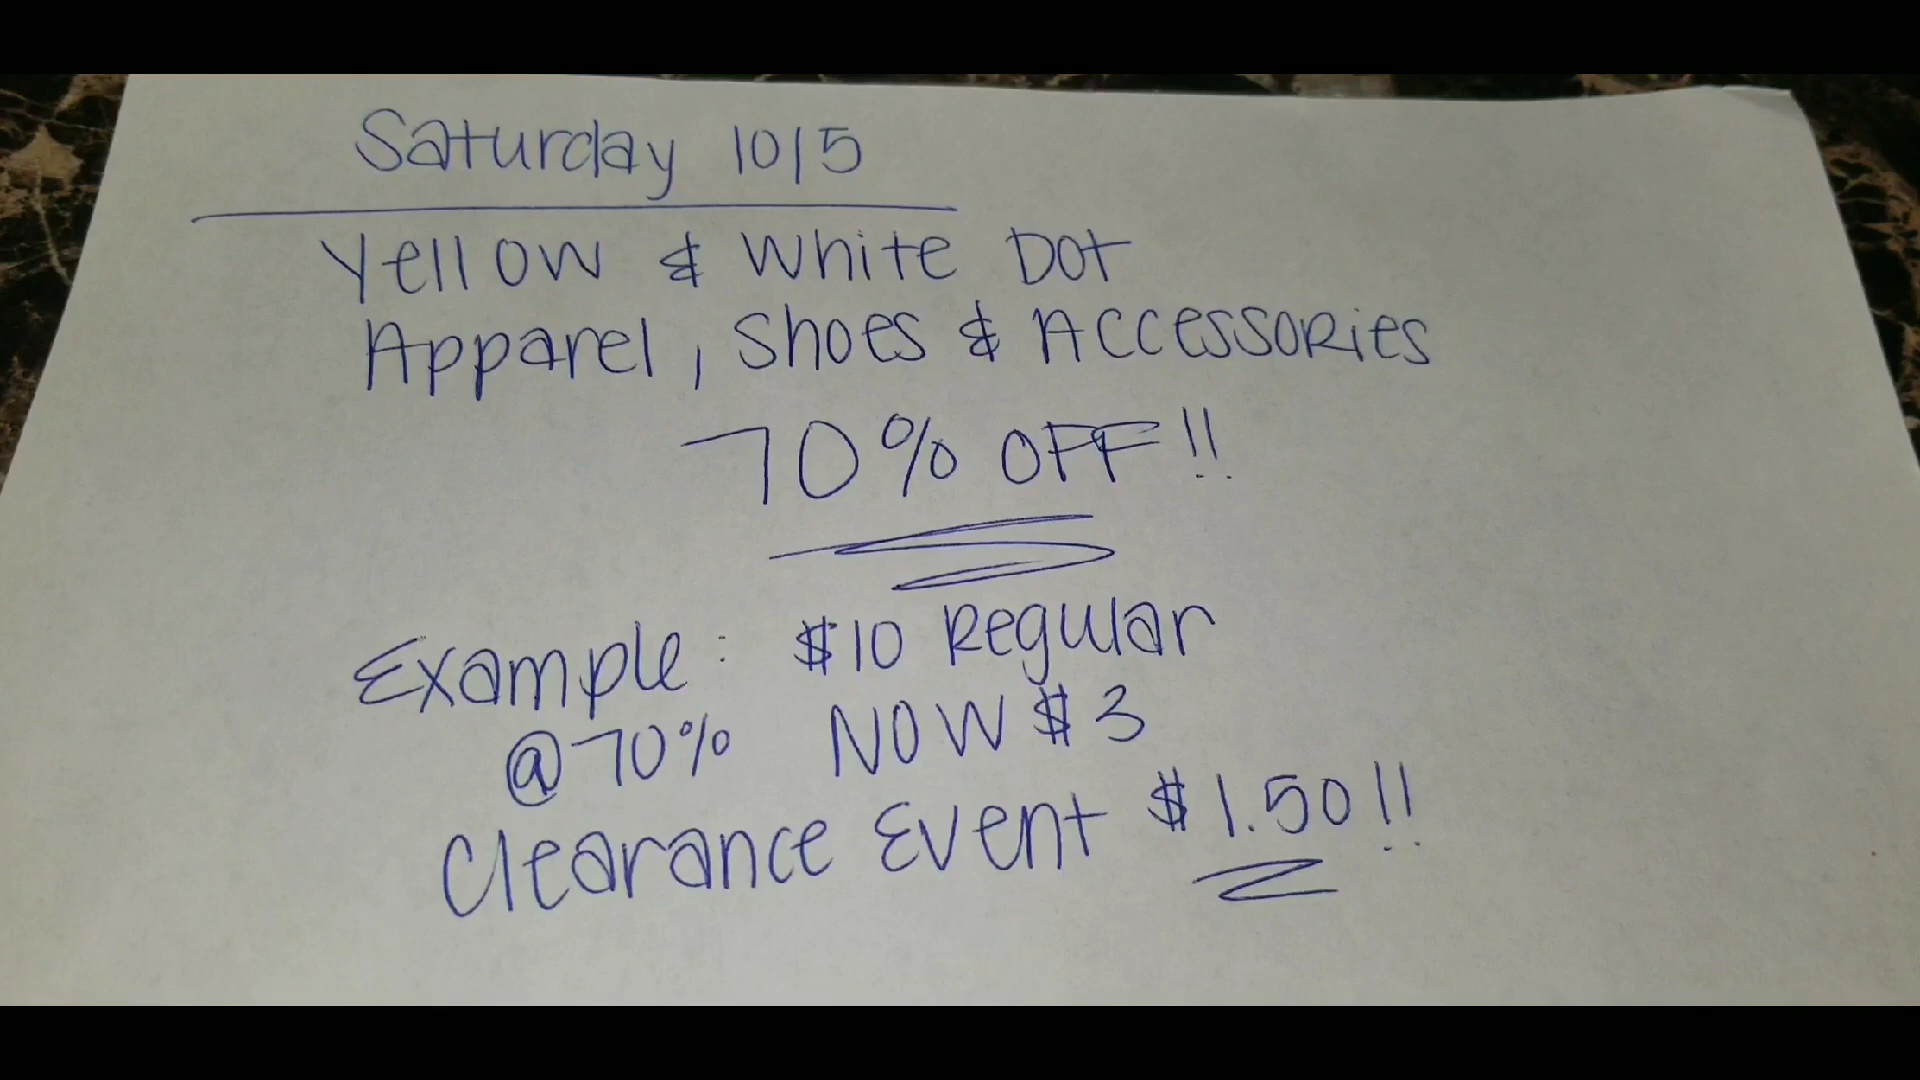 Saturday 10/5
Yellow & White Dot
Apparel, Shoes & Accessories
70% OFF!!
Example: $10 Regular
@70% NOW $3
Clearance Event $1.50!!